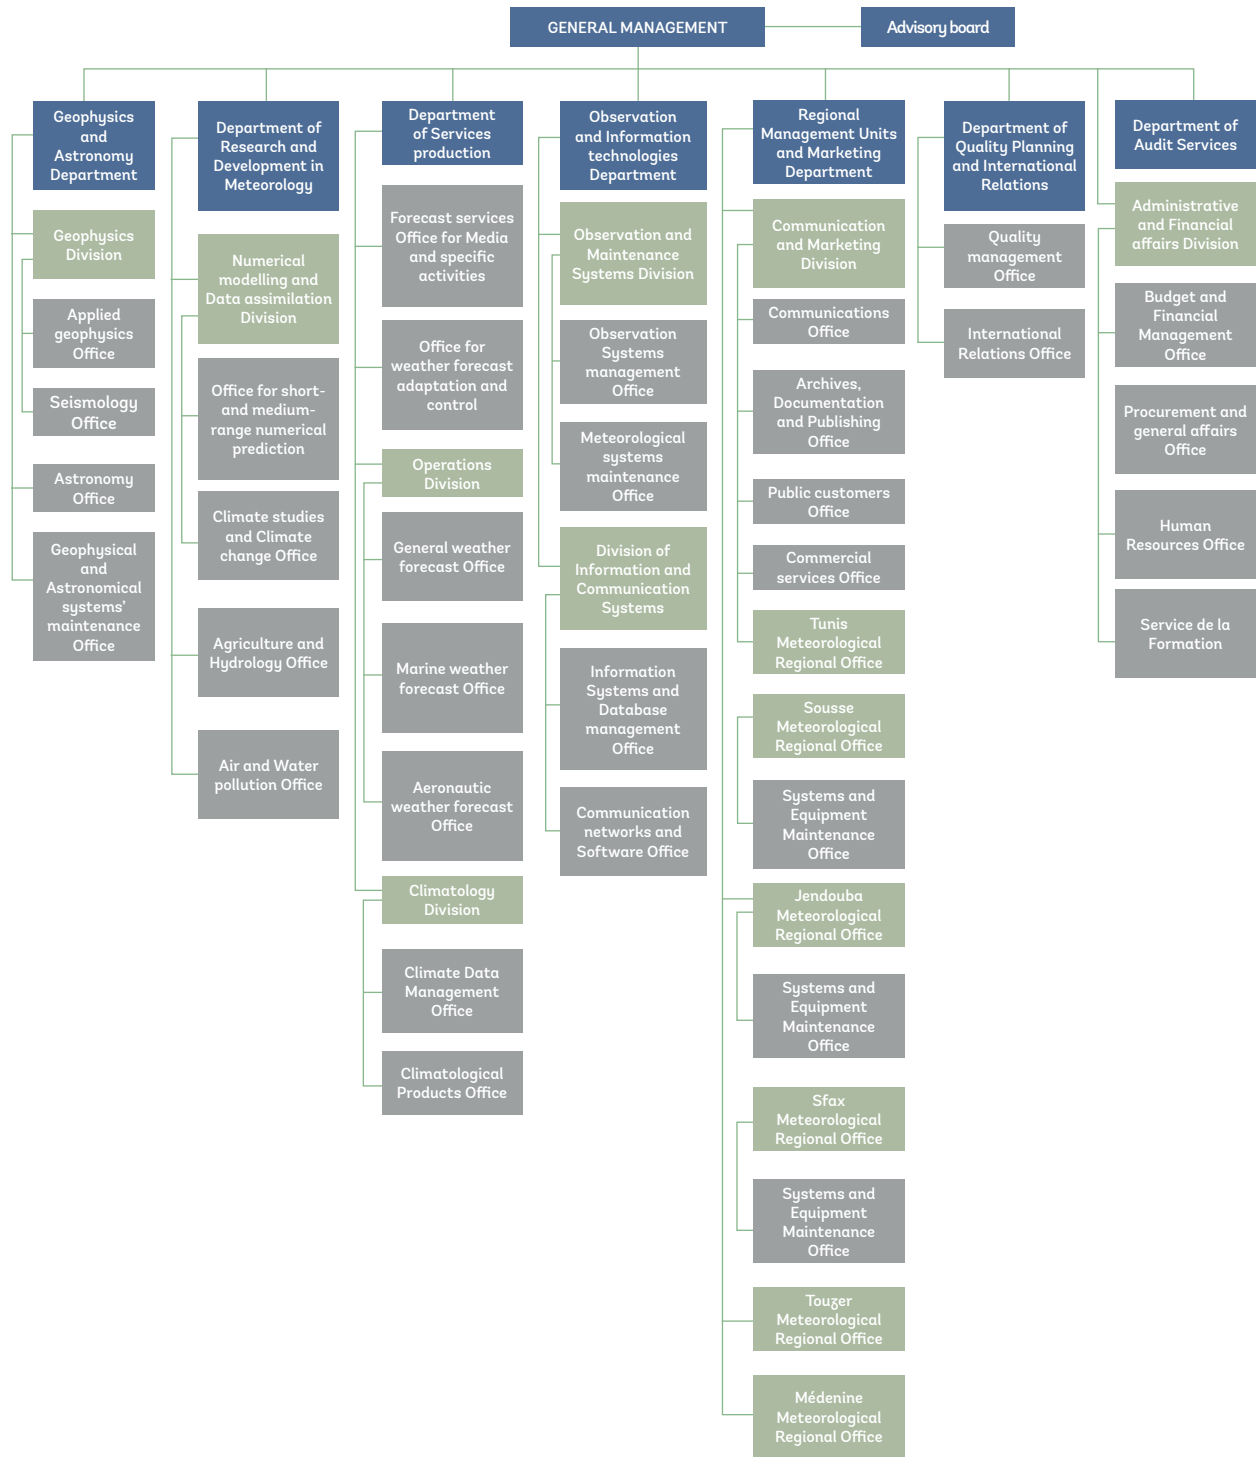 GENERAL MANAGEMENT
Advisory board
Geophysics
and
Astronomy
Department
Geophysics
Division
Applied
geophysics
Office
Seismology
Office
Astronomy
Office
Geophysical
and
Astronomical
systems’
maintenance
Office
Department of
Research and
Development in
Meteorology
Numerical
modelling and
Data assimilation
Division
Office for short-
and medium-
range numerical
prediction
Climate studies
and Climate
change Office
Agriculture and
Hydrology Office
Air and Water
pollution Office
Department
of Services
production
Forecast services
Office for Media
and specific
activities
Office for
weather forecast
adaptation and
control
Operations
Division
General weather
forecast Office
Marine weather
forecast Office
Aeronautic
weather forecast
Office
Climatology
Division
Climate Data
Management
Office
Climatological
Products Office
Observation
and Information
technologies
Department
Observation and
Maintenance
Systems Division
Observation
Systems
management
Office
Meteorological
systems
maintenance
Office
Division of
Information and
Communication
Systems
Information
Systems and
Database
management
Office
Communication
networks and
Software Office
Regional
Management Units
and Marketing
Department
Communication
and Marketing
Division
Communications
Office
Archives,
Documentation
and Publishing
Office
Public customers
Office
Commercial
services Office
Tunis
Meteorological
Regional Office
Sousse
Meteorological
Regional Office
Systems and
Equipment
Maintenance
Office
Jendouba
Meteorological
Regional Office
Systems and
Equipment
Maintenance
Office
Sfax
Meteorological
Regional Office
Systems and
Equipment
Maintenance
Office
Touzer
Meteorological
Regional Office
Médenine
Meteorological
Regional Office
Department of
Quality Planning
and International
Relations
Quality
management
Office
International
Relations Office
Department of
Audit Services
Administrative
and Financial
affairs Division
Budget and
Financial
Management
Office
Procurement and
general affairs
Office
Human
Resources Office
Service de la
Formation